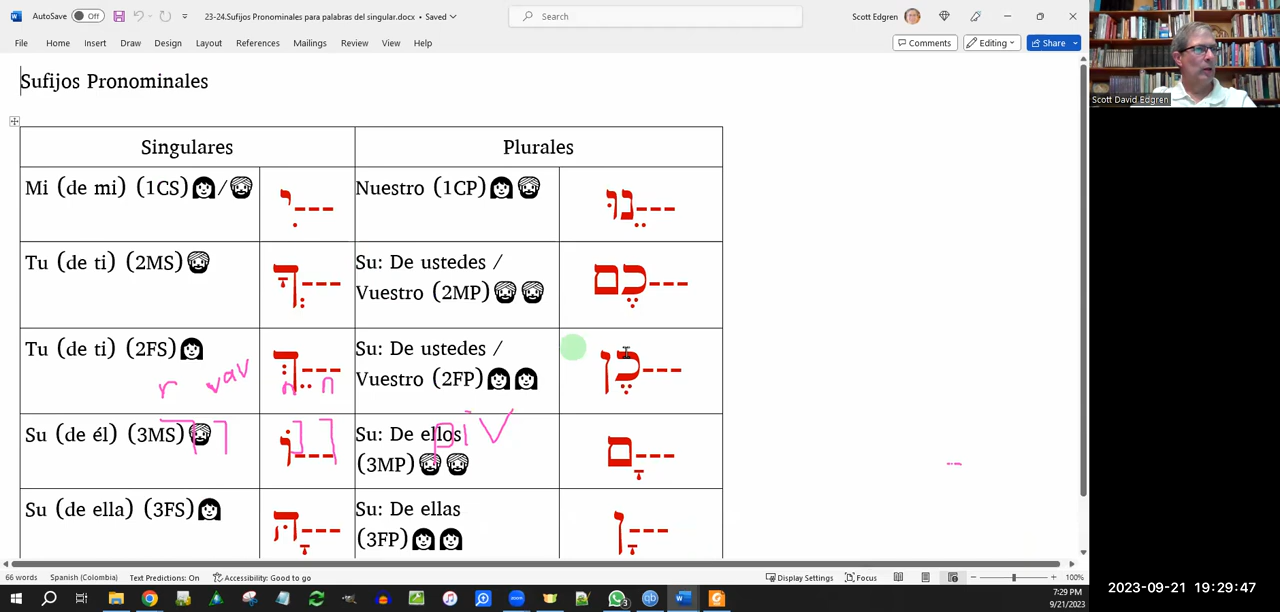 AutoSave Off 23-24.Sufijos Pronominales para palabras del singular.docx • Saved Search Scott Edgren
File Home Insert Draw Design Layout References Mailings Review View Help Comments Editing Share
Scott David Edgren
Sufijos Pronominales
Singulares Plurales
Mi (de mi) (1CS) / ---ִי Nuestro (1CP) ---ֵנוּ
Tu (de ti) (2MS) ---ְךָ Su: De ustedes /
Vuestro (2MP) ---ְכֶם
Tu (de ti) (2FS) ---ֵךְ Su: De ustedes /
Vuestro (2FP) ---ְכֶן
r vav n n
Su (de él) (3MS) ---וֹ Su: De ellos
(3MP) ---ָם
piV
Su (de ella) (3FS) ---ָהּ Su: De ellas
(3FP) ---ָן
66 words Spanish (Colombia) Text Predictions: On Accessibility: Good to go Display Settings Focus 100%
2023-09-21 19:29:47
7:29 PM
9/21/2023